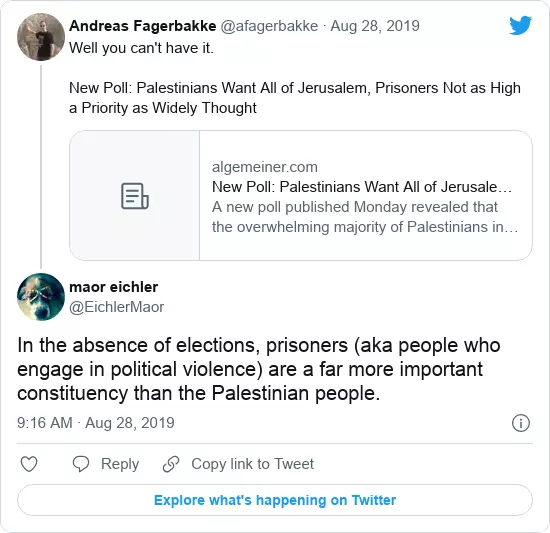 Andreas Fagerbakke @afagerbakke · Aug 28, 2019
Well you can't have it.
New Poll: Palestinians Want All of Jerusalem, Prisoners Not as High
a Priority as Widely Thought
algemeiner.com
New Poll: Palestinians Want All of Jerusale…
A new poll published Monday revealed that
the overwhelming majority of Palestinians in…
maor eichler
@EichlerMaor
In the absence of elections, prisoners (aka people who
engage in political violence) are a far more important
constituency than the Palestinian people.
9:16 AM · Aug 28, 2019
Reply Copy link to Tweet
Explore what's happening on Twitter